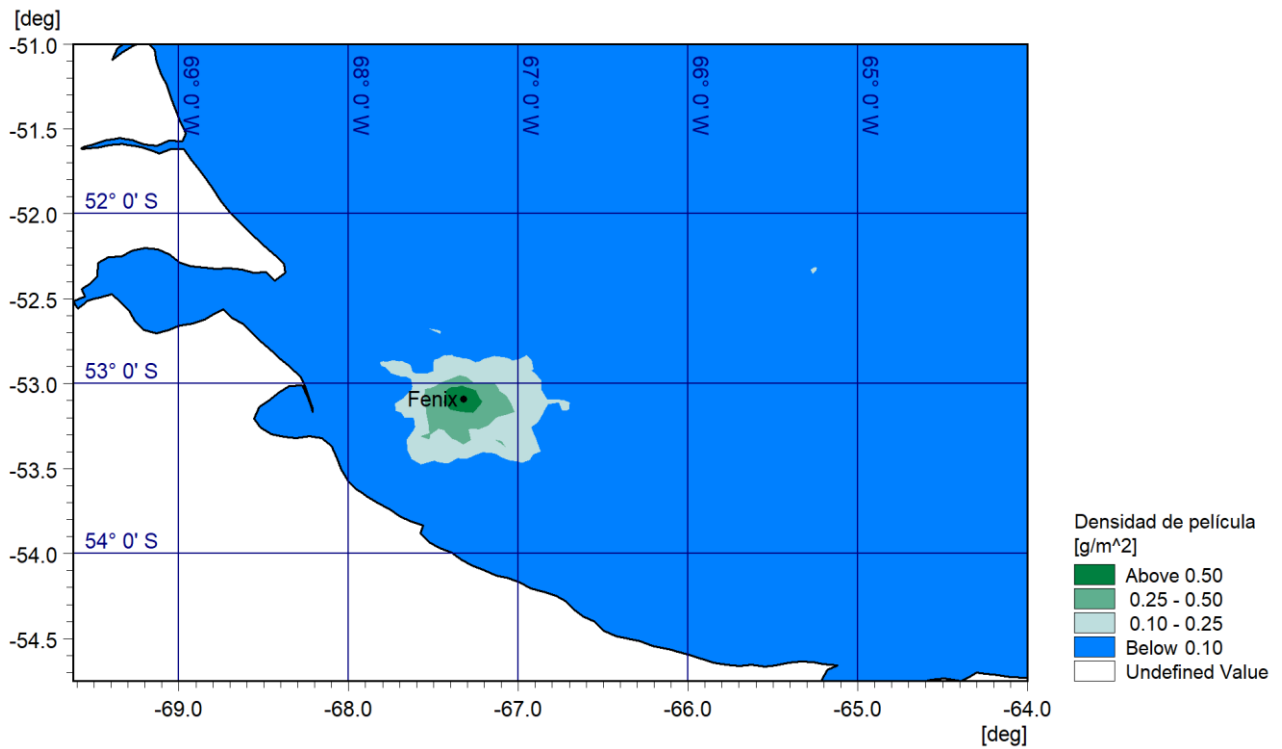 [deg]
-51.0
-51.5
-52.0
-52.5
-53.0
-53.5
-54.0
-54.5
69° 0' W
68° 0' W
67° 0' W
66° 0' W
65° 0' W
52° 0' S
53° 0' S
54° 0' S
Fenix
-69.0 -68.0 -67.0 -66.0 -65.0 -64.0
[deg]
Densidad de película
[g/m^2]
Above 0.50
0.25 - 0.50
0.10 - 0.25
Below 0.10
Undefined Value